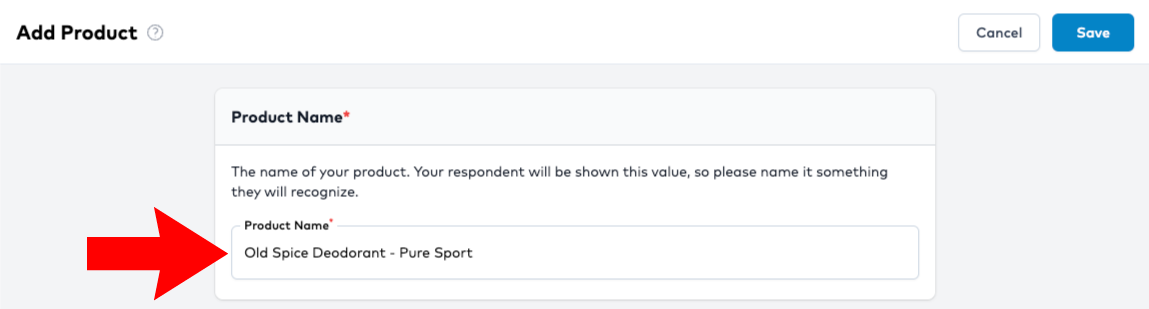 Add Product ?
Cancel
Save
Product Name*
The name of your product. Your respondent will be shown this value, so please name it something
they will recognize.
Product Name*
Old Spice Deodorant - Pure Sport